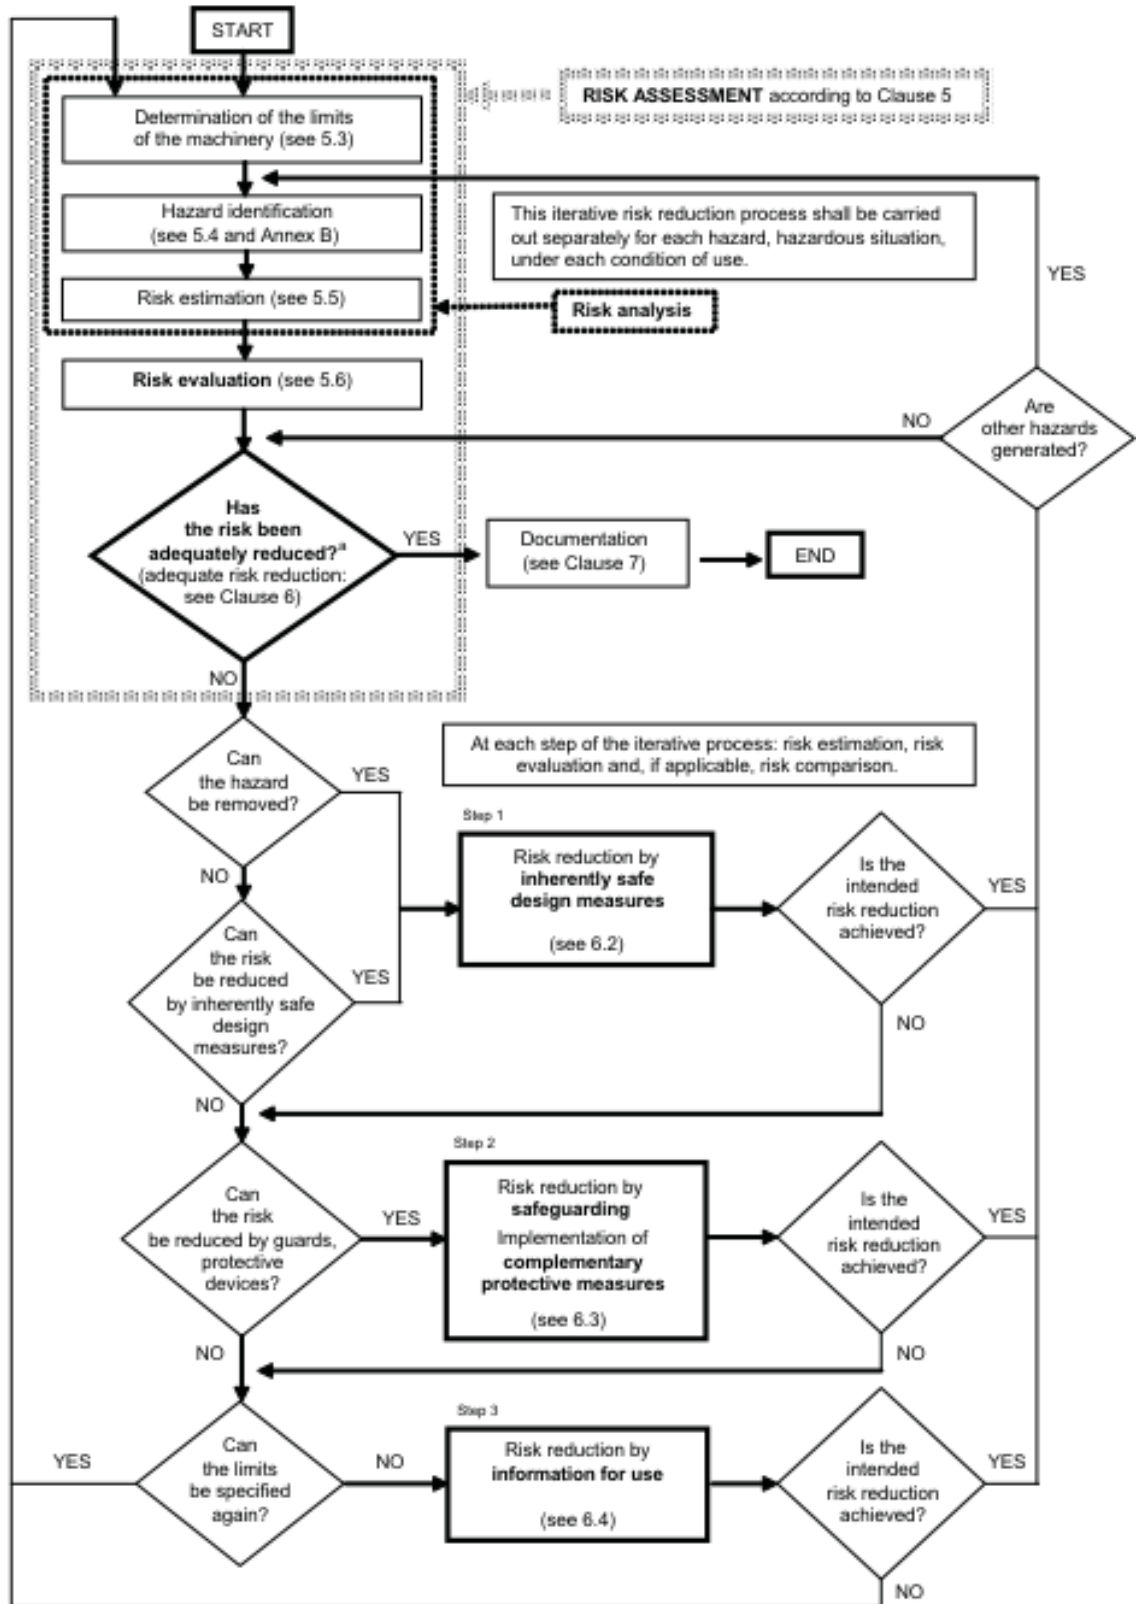 START
RISK ASSESSMENT according to Clause 5
Determination of the limits
of the machinery (see 5.3)
Hazard identification
(see 5.4 and Annex B)
This iterative risk reduction process shall be carried
out separately for each hazard, hazardous situation,
under each condition of use.
YES
Risk estimation (see 5.5)
Risk analysis
Risk evaluation (see 5.6)
NO
Are
other hazards
generated?
Has
the risk been
adequately reduced?ª
(adequate risk reduction:
see Clause 6)
YES
Documentation
(see Clause 7)
END
NO
At each step of the iterative process: risk estimation, risk
evaluation and, if applicable, risk comparison.
Can
the hazard
be removed?
YES
Step 1
Risk reduction by
inherently safe
design measures
(see 6.2)
Is the
intended
risk reduction
achieved?
YES
NO
Can
the risk
be reduced
by inherently safe
design
measures?
YES
NO
NO
Step 2
Can
the risk
be reduced by guards,
protective
devices?
YES
Risk reduction by
safeguarding
Implementation of
complementary
protective measures
(see 6.3)
Is the
intended
risk reduction
achieved?
YES
NO
NO
Step 3
YES
Can
the limits
be specified
again?
NO
Risk reduction by
information for use
(see 6.4)
Is the
intended
risk reduction
achieved?
YES
NO